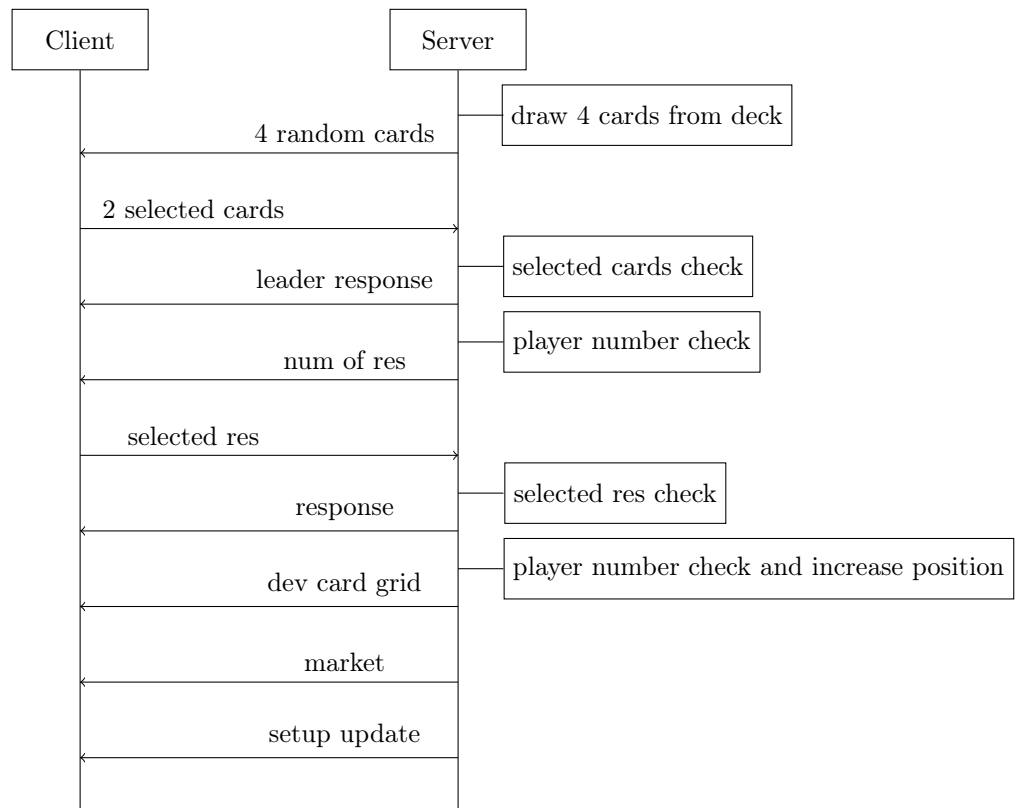 Client
Server
draw 4 cards from deck
4 random cards
2 selected cards
selected cards check
leader response
player number check
num of res
selected res
selected res check
response
player number check and increase position
dev card grid
market
setup update